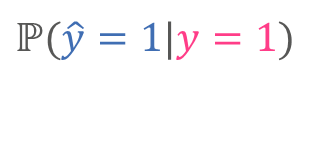 ℙ(ŷ = 1|y = 1)